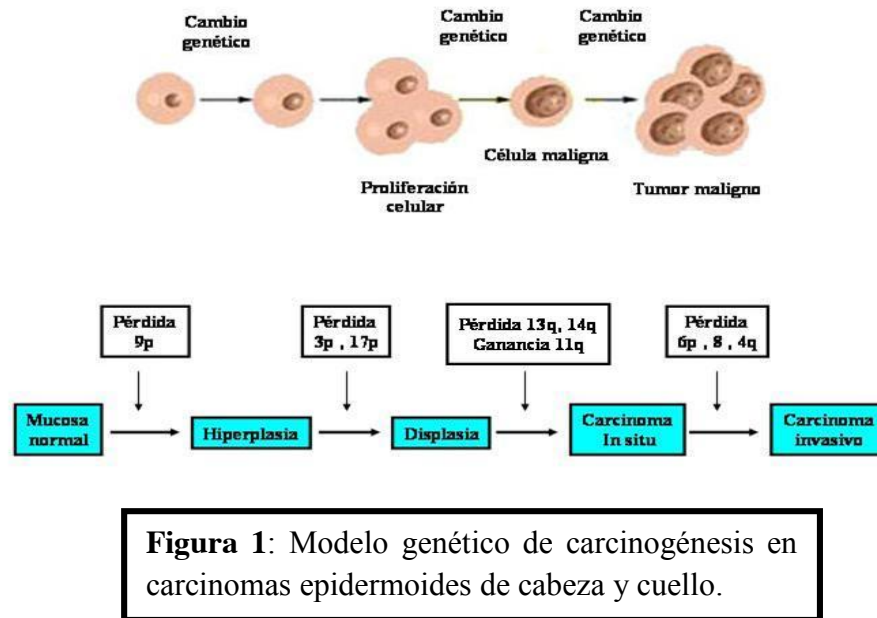 Cambio
genético
Cambio
genético
Cambio
genético
Célula maligna
Proliferación
celular
Tumor maligno
Pérdida
9p
Pérdida
3p , 17p
Pérdida 13q, 14q
Ganancia 11q
Pérdida
6p , 8 , 4q
Mucosa
normal
Hiperplasia
Displasia
Carcinoma
In situ
Carcinoma
invasivo
Figura 1: Modelo genético de carcinogénesis en
carcinomas epidermoides de cabeza y cuello.